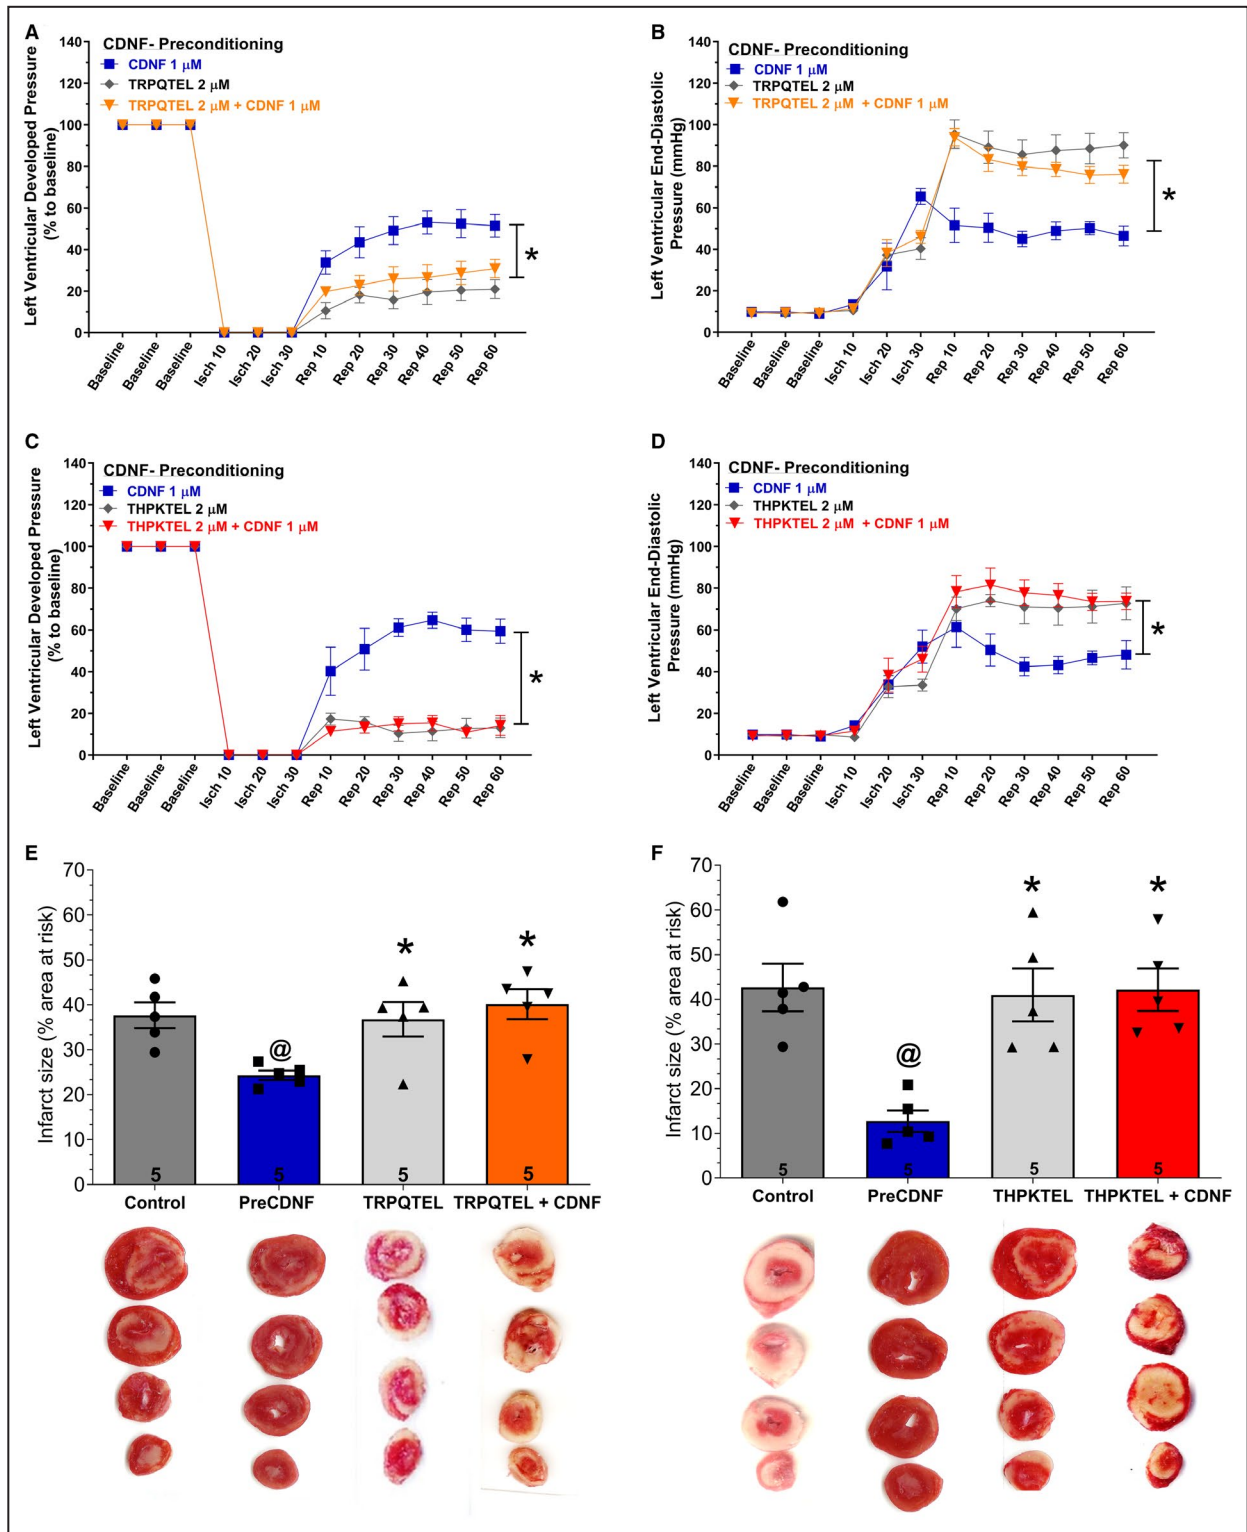 A
CDNF- Preconditioning
CDNF 1 μM
TRPQTEL 2 μM
TRPQTEL 2 μM + CDNF 1 μM
Left Ventricular Developed Pressure
(% to baseline)
140
120
100
80
60
40
20
0
*
Baseline
Baseline
Baseline
Isch 10
Isch 20
Isch 30
Rep 10
Rep 20
Rep 30
Rep 40
Rep 50
Rep 60
B
CDNF- Preconditioning
CDNF 1 μM
TRPQTEL 2 μM
TRPQTEL 2 μM + CDNF 1 μM
Left Ventricular End-Diastolic
Pressure (mmHg)
140
120
100
80
60
40
20
0
*
Baseline
Baseline
Baseline
Isch 10
Isch 20
Isch 30
Rep 10
Rep 20
Rep 30
Rep 40
Rep 50
Rep 60
C
CDNF- Preconditioning
CDNF 1 μM
THPKTEL 2 μM
THPKTEL 2 μM + CDNF 1 μM
Left Ventricular Developed Pressure
(% to baseline)
140
120
100
80
60
40
20
0
*
Baseline
Baseline
Baseline
Isch 10
Isch 20
Isch 30
Rep 10
Rep 20
Rep 30
Rep 40
Rep 50
Rep 60
D
CDNF- Preconditioning
CDNF 1 μM
THPKTEL 2 μM
THPKTEL 2 μM + CDNF 1 μM
Left Ventricular End-Diastolic
Pressure (mmHg)
140
120
100
80
60
40
20
0
*
Baseline
Baseline
Baseline
Isch 10
Isch 20
Isch 30
Rep 10
Rep 20
Rep 30
Rep 40
Rep 50
Rep 60
E
Infarct size (% area at risk)
70
60
50
40
30
20
10
0
@
*
*
5
5
5
5
Control
PreCDNF
TRPQTEL
TRPQTEL + CDNF
F
Infarct size (% area at risk)
70
60
50
40
30
20
10
0
@
*
*
5
5
5
5
Control
PreCDNF
THPKTEL
THPKTEL + CDNF